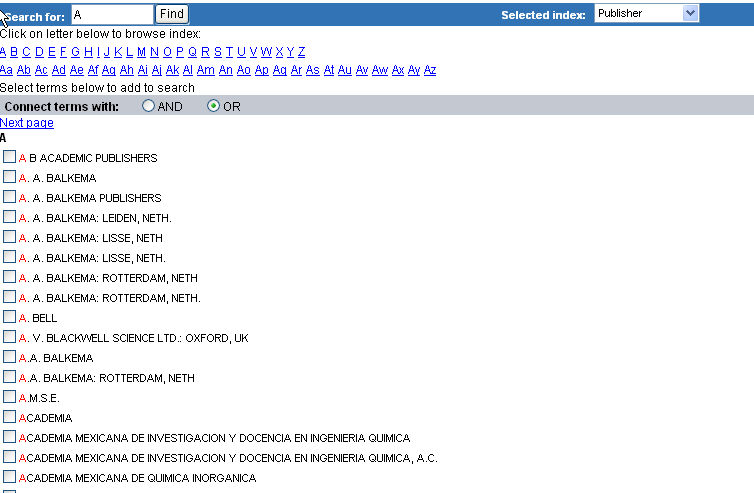 Search for: A Find Selected index: Publisher
Click on letter below to browse index:
A B C D E F G H I J K L M N O P Q R S T U V W X Y Z
Aa Ab Ac Ad Ae Af Ag Ah Ai Aj Ak Al Am An Ao Ap Aq Ar As At Au Av Aw Ax Ay Az
Select terms below to add to search
Connect terms with: AND OR
Next page
A
A B ACADEMIC PUBLISHERS
A. A. BALKEMA
A. A. BALKEMA PUBLISHERS
A. A. BALKEMA: LEIDEN, NETH.
A. A. BALKEMA: LISSE, NETH
A. A. BALKEMA: LISSE, NETH.
A. A. BALKEMA: ROTTERDAM, NETH
A. A. BALKEMA: ROTTERDAM, NETH.
A. BELL
A. V. BLACKWELL SCIENCE LTD.: OXFORD, UK
A.A. BALKEMA
A.A. BALKEMA: ROTTERDAM, NETH
A.M.S.E.
ACADEMIA
ACADEMIA MEXICANA DE INVESTIGACION Y DOCENCIA EN INGENIERIA QUIMICA
ACADEMIA MEXICANA DE INVESTIGACION Y DOCENCIA EN INGENIERIA QUIMICA, A.C.
ACADEMIA MEXICANA DE QUIMICA INORGANICA